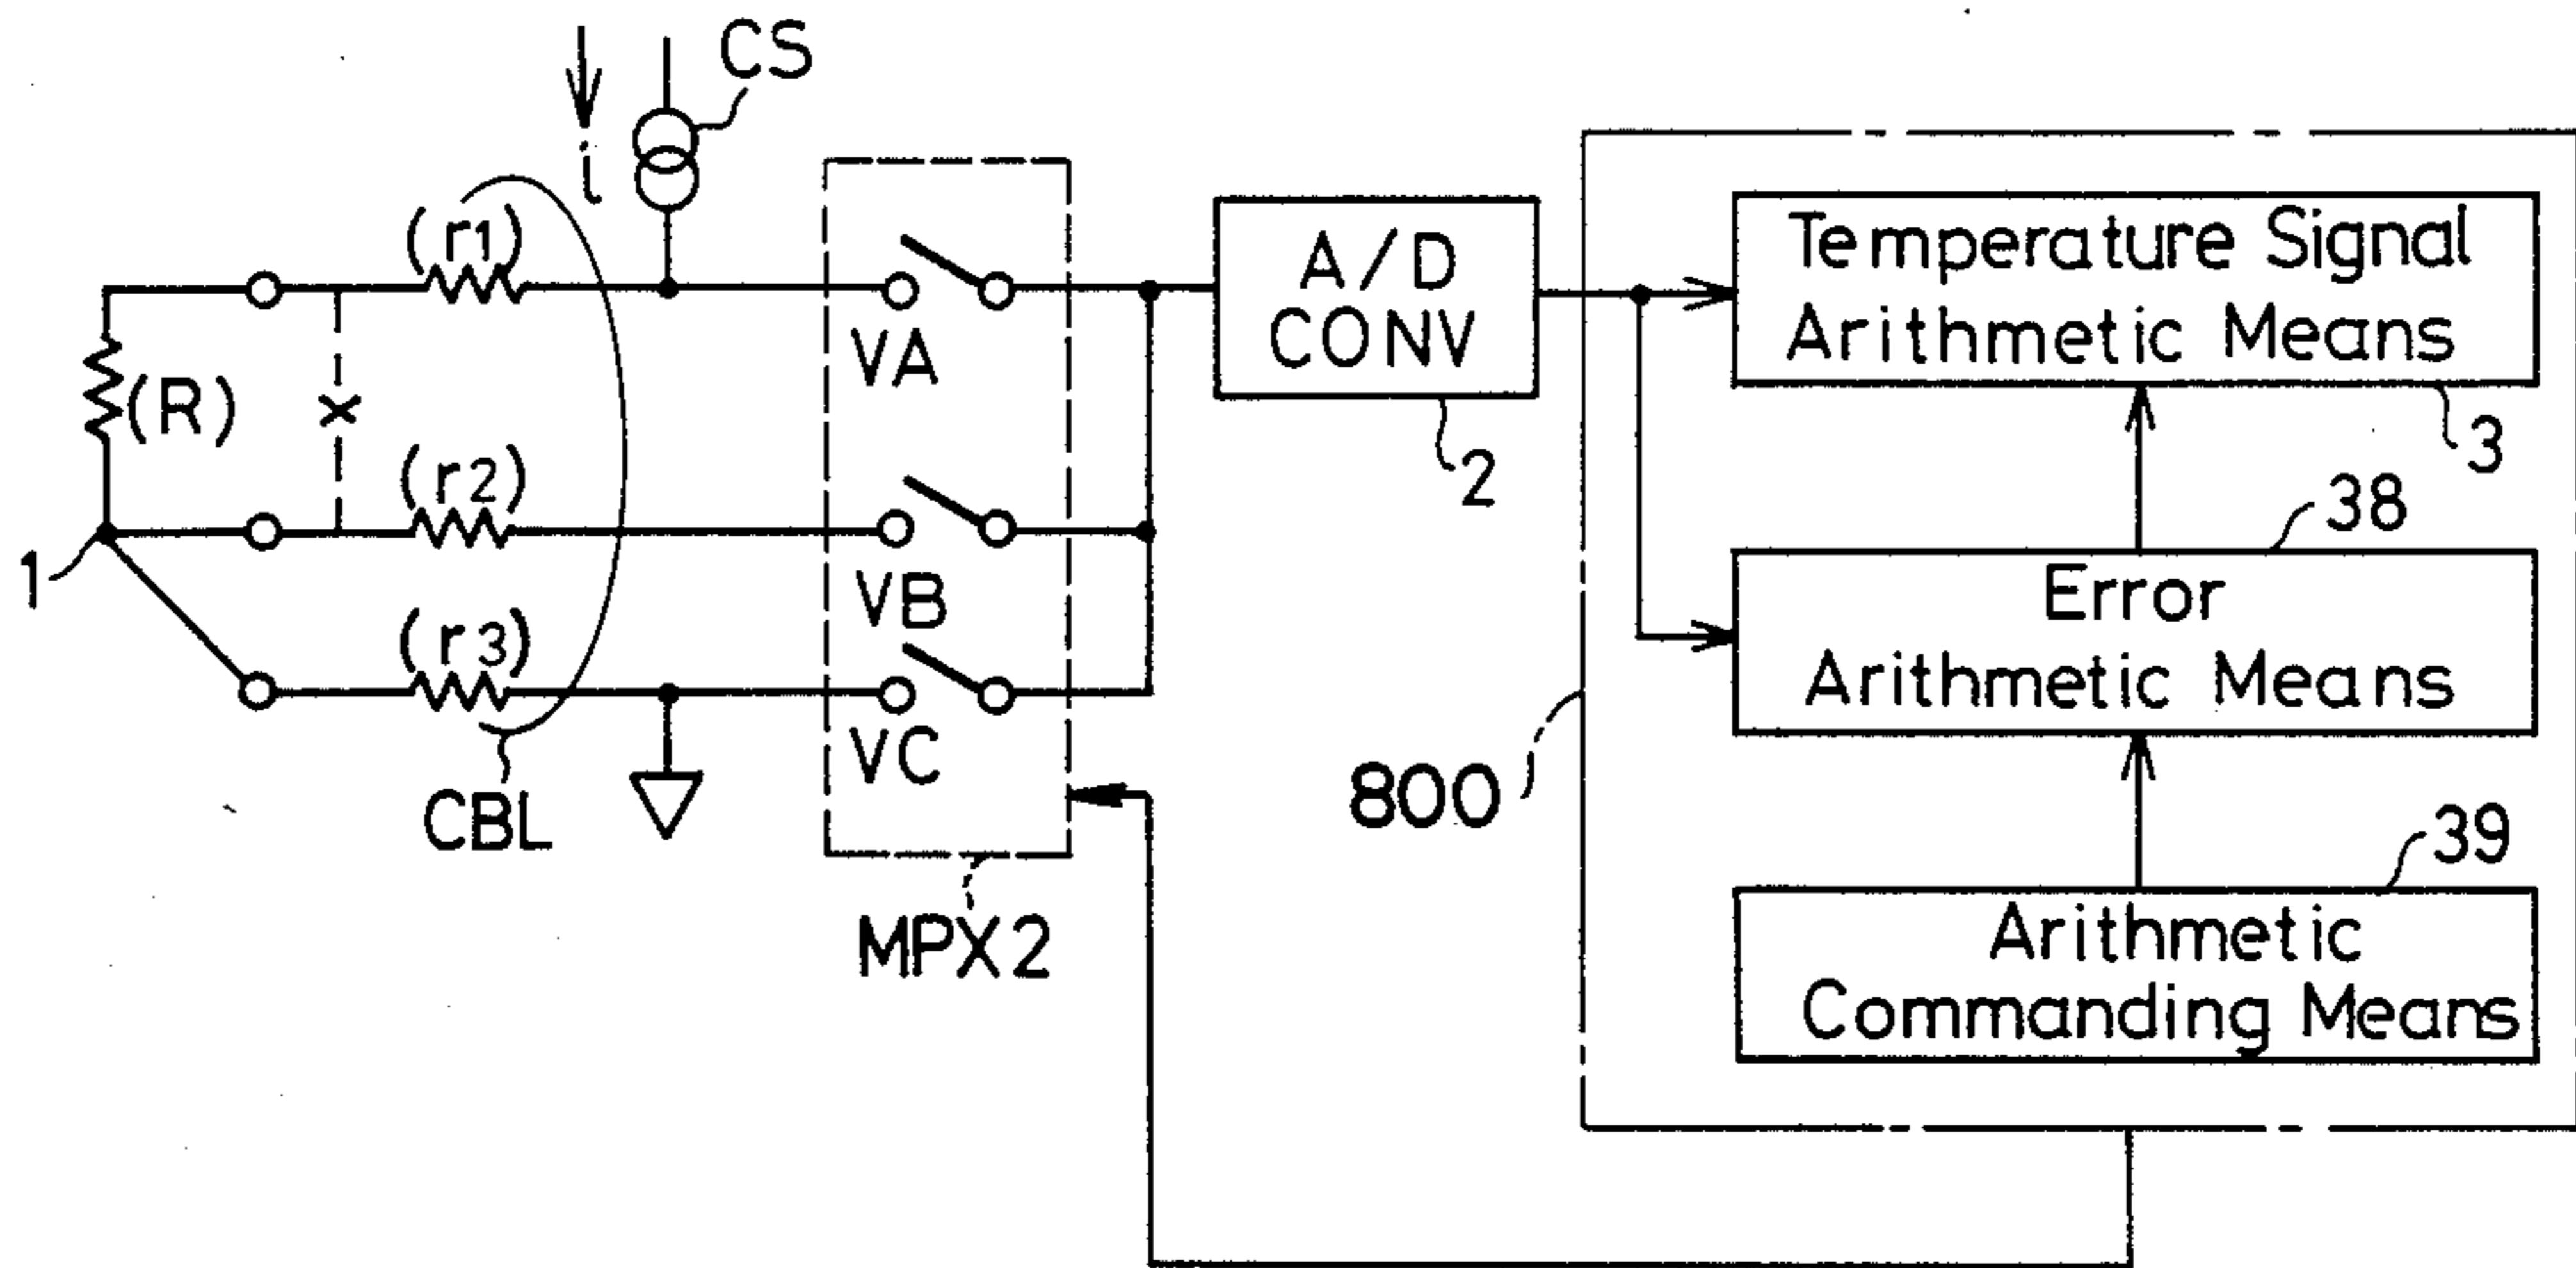 CS
i
(r1)
(R)
x
(r2)
(r3)
1
CBL
VA
VB
VC
MPX2
A/D
CONV
2
800
Temperature Signal
Arithmetic Means
3
38
Error
Arithmetic Means
39
Arithmetic
Commanding Means